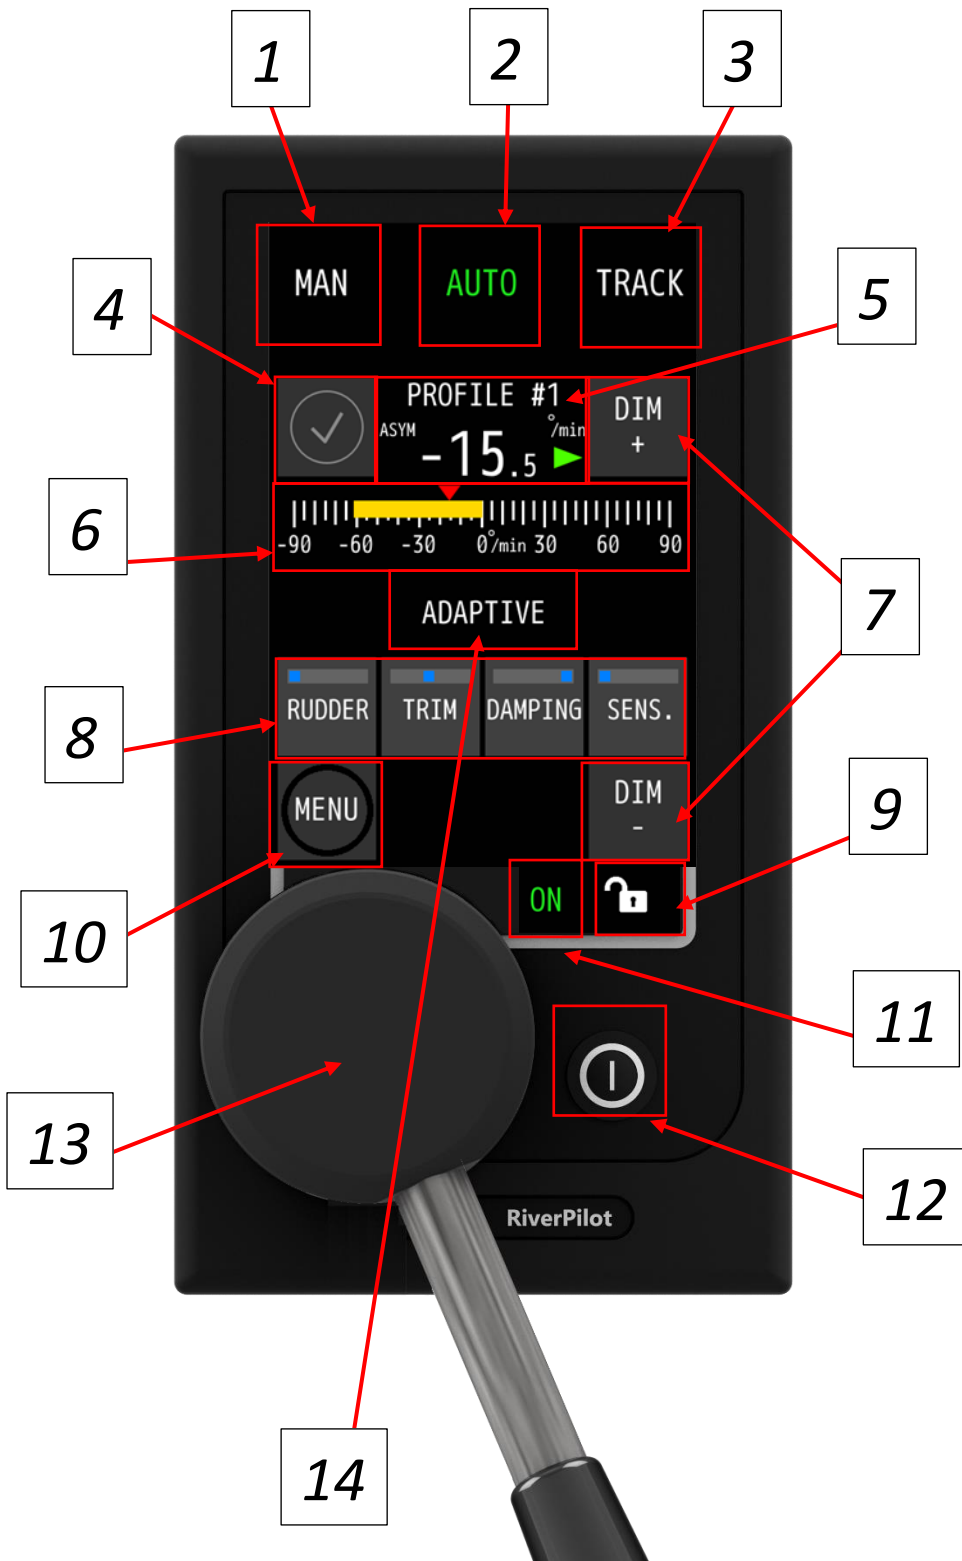 1
2
3
MAN
AUTO
TRACK
4
5
PROFILE #1
DIM
+
ASYM
-15.5
°/min
6
-90 -60 -30 0°/min 30 60 90
7
ADAPTIVE
8
RUDDER
TRIM
DAMPING
SENS.
MENU
DIM
-
9
10
ON
11
13
12
RiverPilot
14